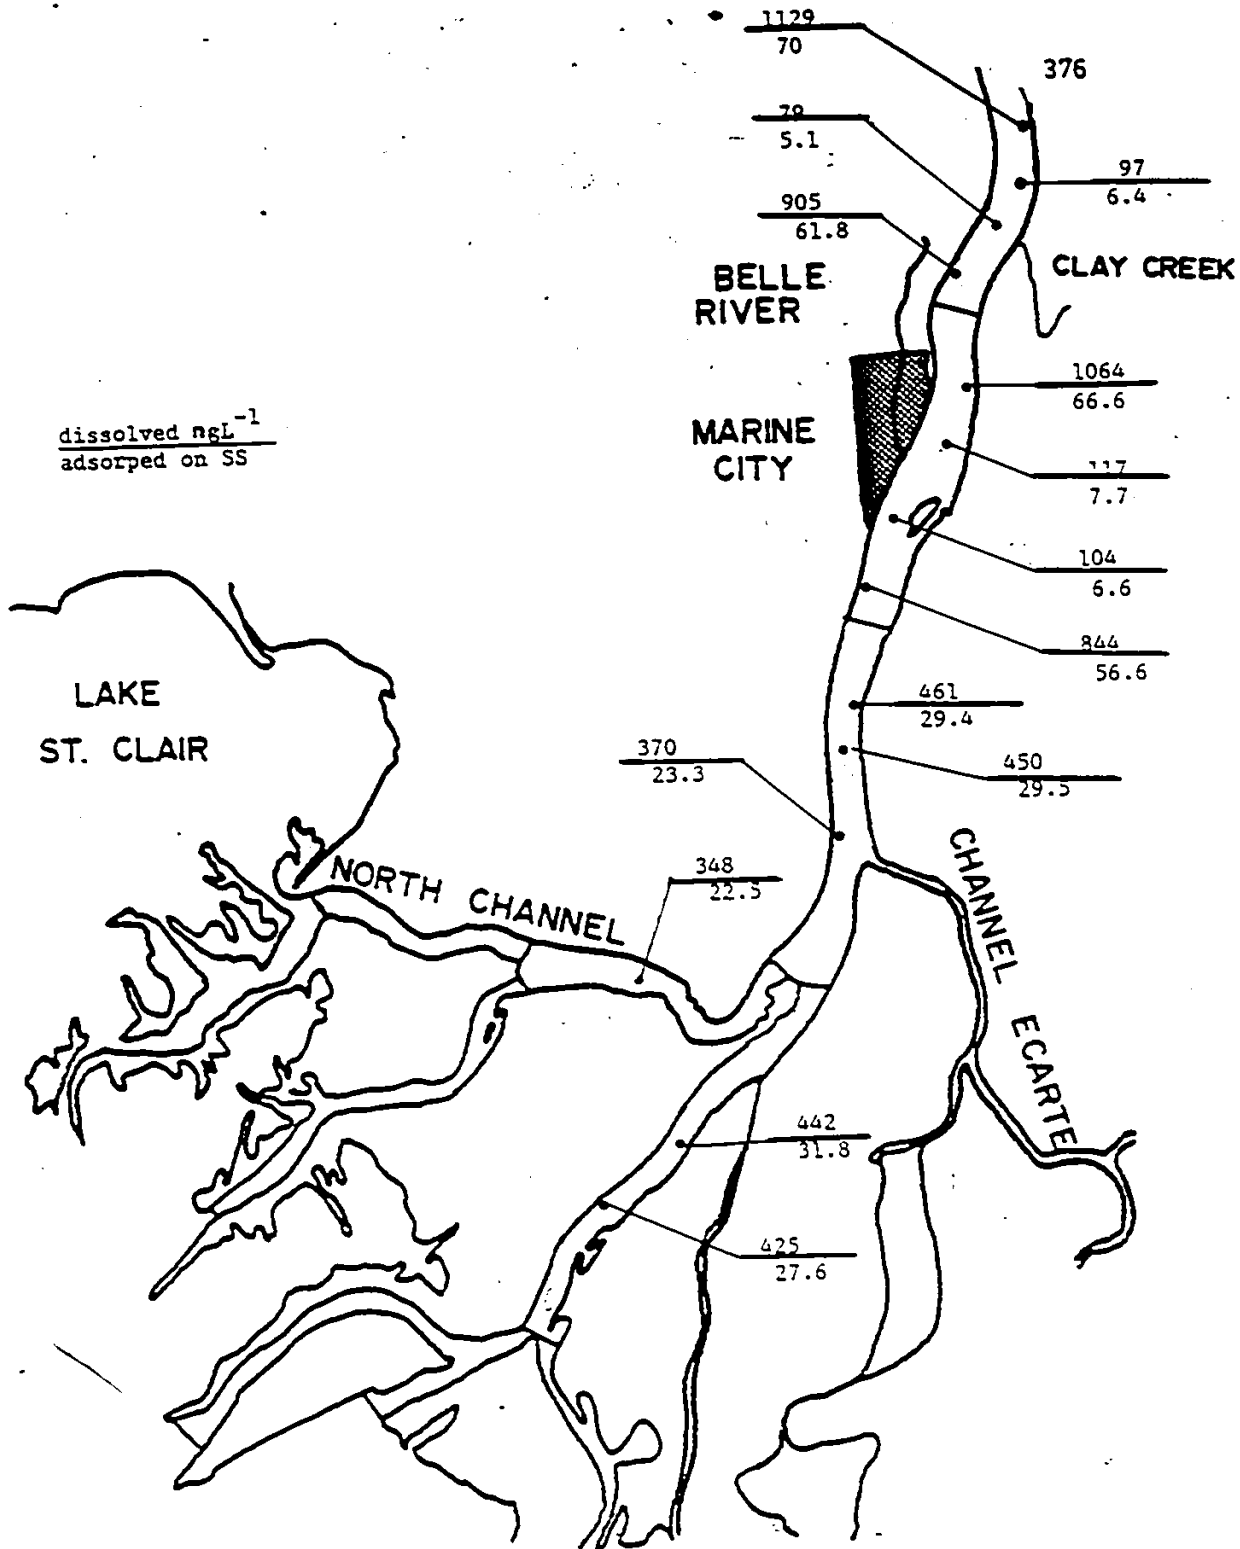 1129
70
376
79
5.1
97
6.4
905
61.8
BELLE
RIVER
CLAY CREEK
1064
66.6
dissolved ngL-1
adsorped on SS
MARINE
CITY
117
7.7
104
6.6
844
56.6
LAKE
ST. CLAIR
461
29.4
370
23.3
450
29.5
348
22.5
NORTH CHANNEL
CHANNEL ECARTE
442
31.8
425
27.6